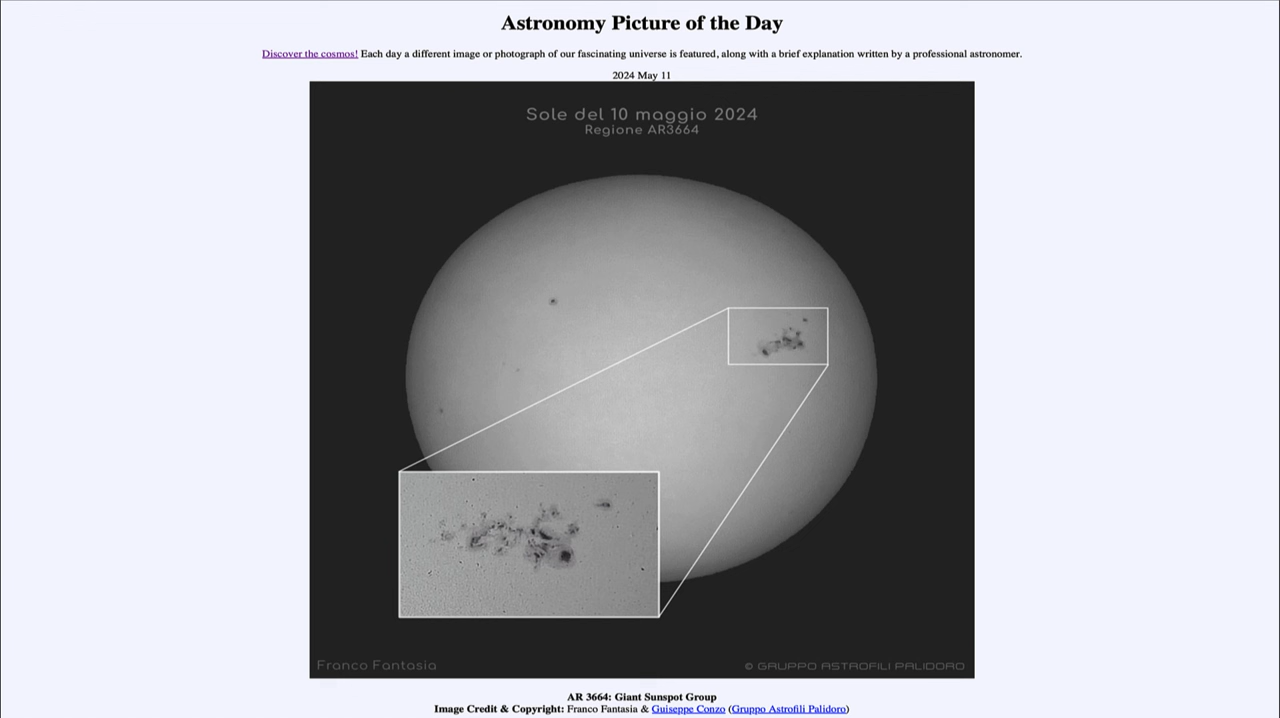 Astronomy Picture of the Day
Discover the cosmos! Each day a different image or photograph of our fascinating universe is featured, along with a brief explanation written by a professional astronomer.
2024 May 11
Sole del 10 maggio 2024
Regione AR3664
Franco Fantasia
© GRUPPO ASTROFILI PALIDORO
AR 3664: Giant Sunspot Group
Image Credit & Copyright: Franco Fantasia & Guiseppe Conzo (Gruppo Astrofili Palidoro)